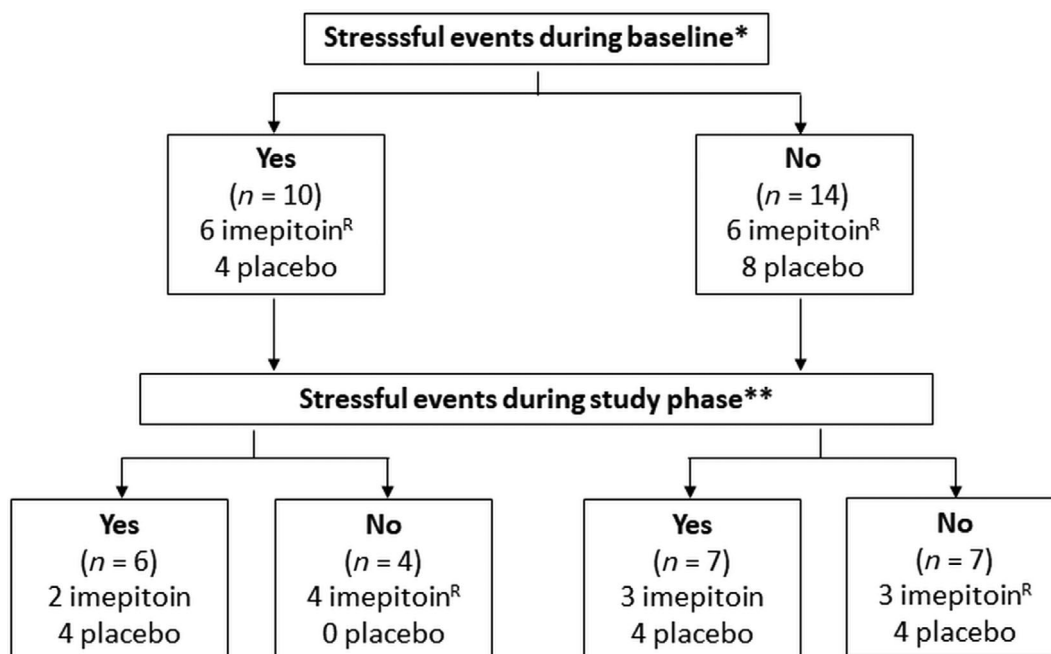 Stresssful events during baseline*
Yes
(n = 10)
6 imepitoinᴿ
4 placebo
No
(n = 14)
6 imepitoinᴿ
8 placebo
Stressful events during study phase**
Yes
(n = 6)
2 imepitoin
4 placebo
No
(n = 4)
4 imepitoinᴿ
0 placebo
Yes
(n = 7)
3 imepitoin
4 placebo
No
(n = 7)
3 imepitoinᴿ
4 placebo